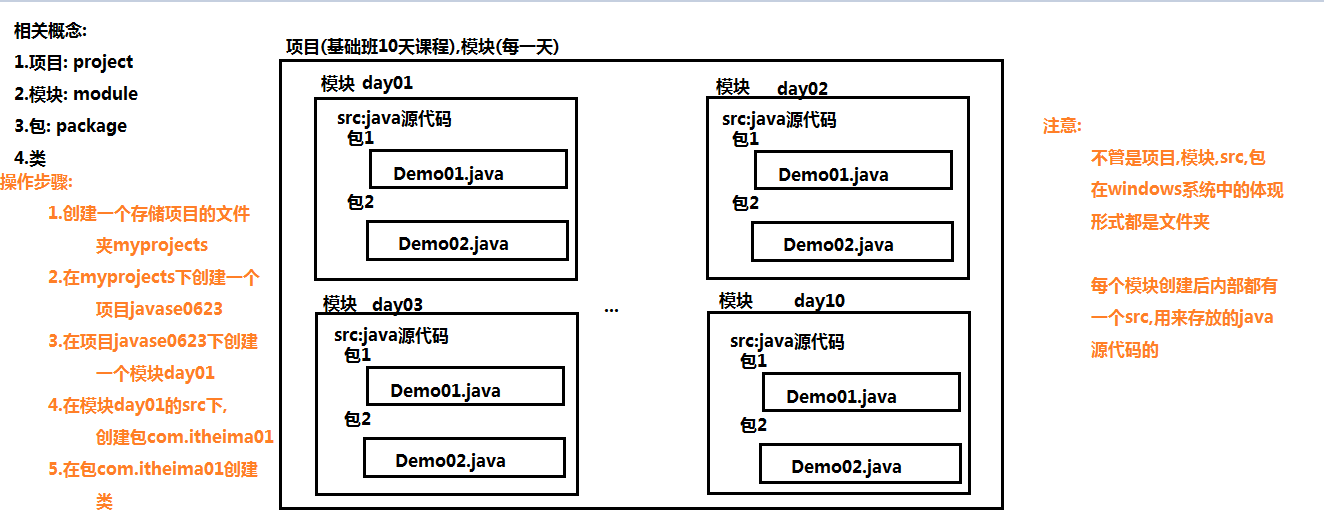 相关概念:
1.项目: project
2.模块: module
3.包: package
4.类
操作步骤:
1.创建一个存储项目的文件
夹myprojects
2.在myprojects下创建一个
项目javase0623
3.在项目javase0623下创建
一个模块day01
4.在模块day01的src下,
创建包com.itheima01
5.在包com.itheima01创建
类
项目(基础班10天课程),模块(每一天)
模块 day01
src:java源代码
包1
Demo01.java
包2
Demo02.java
模块 day02
src:java源代码
包1
Demo01.java
包2
Demo02.java
模块 day03
src:java源代码
包1
Demo01.java
包2
Demo02.java
...
模块 day10
src:java源代码
包1
Demo01.java
包2
Demo02.java
注意:
不管是项目,模块,src,包
在windows系统中的体现
形式都是文件夹
每个模块创建后内部都有
一个src,用来存放的java
源代码的